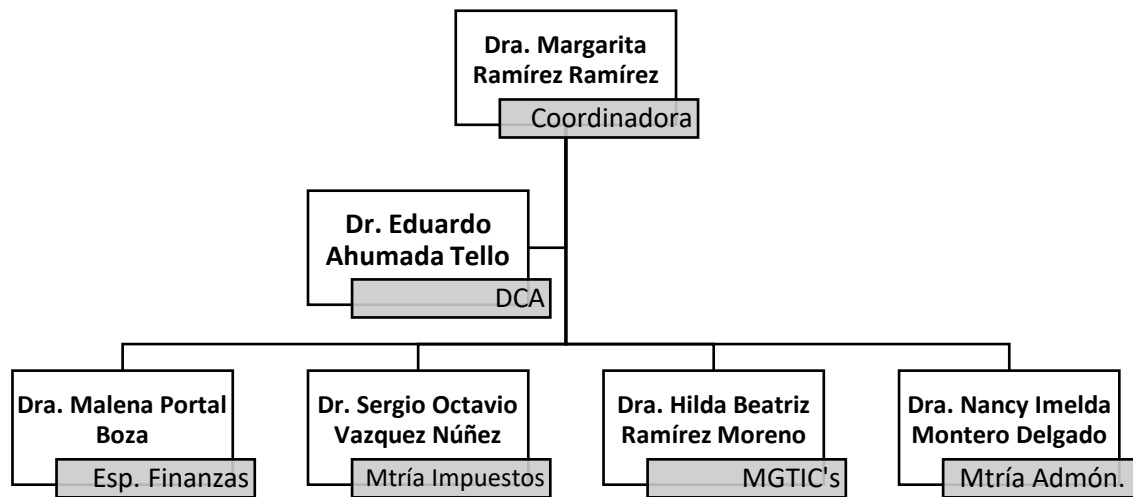 Dra. Margarita
Ramírez Ramírez
Coordinadora
Dr. Eduardo
Ahumada Tello
DCA
Dra. Malena Portal
Boza
Esp. Finanzas
Dr. Sergio Octavio
Vazquez Núñez
Mtría Impuestos
Dra. Hilda Beatriz
Ramírez Moreno
MGTIC's
Dra. Nancy Imelda
Montero Delgado
Mtría Admón.